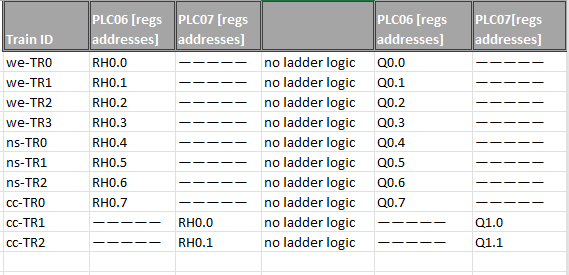 Train ID PLC06 [regs addresses] PLC07 [regs addresses] PLC06 [regs addresses] PLC07[regs addresses]
we-TR0 RH0.0 ————— no ladder logic Q0.0 —————
we-TR1 RH0.1 ————— no ladder logic Q0.1 —————
we-TR2 RH0.2 ————— no ladder logic Q0.2 —————
we-TR3 RH0.3 ————— no ladder logic Q0.3 —————
ns-TR0 RH0.4 ————— no ladder logic Q0.4 —————
ns-TR1 RH0.5 ————— no ladder logic Q0.5 —————
ns-TR2 RH0.6 ————— no ladder logic Q0.6 —————
cc-TR0 RH0.7 ————— no ladder logic Q0.7 —————
cc-TR1 ————— RH0.0 no ladder logic ————— Q1.0
cc-TR2 ————— RH0.1 no ladder logic ————— Q1.1